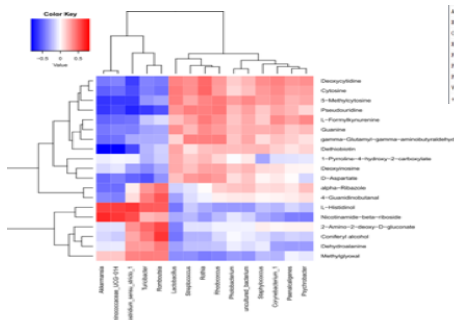 Color Key
-0.5 0 0.5
Value
Deoxycytidine
Cytosine
5-Methylcytosine
Pseudouridine
L-Formylkynurenine
Guanine
gamma-Glutamyl-gamma-aminobutyraldehyde
Dethiobiotin
1-Pyrroline-4-hydroxy-2-carboxylate
Deoxyinosine
D-Aspartate
alpha-Ribazole
4-Guanidinobutanal
L-Histidinol
Nicotinamide-beta-riboside
2-Amino-2-deoxy-D-gluconate
Coniferyl alcohol
Dehydroalanine
Methylglyoxal
Akkermansia
Turicibacter
Romboutsia
Lactobacillus
Streptococcus
Rothia
Rhodococcus
Photobacterium
uncultured_bacterium
Staphylococcus
Corynebacterium_1
Paenalcaligenes
Psychrobacter